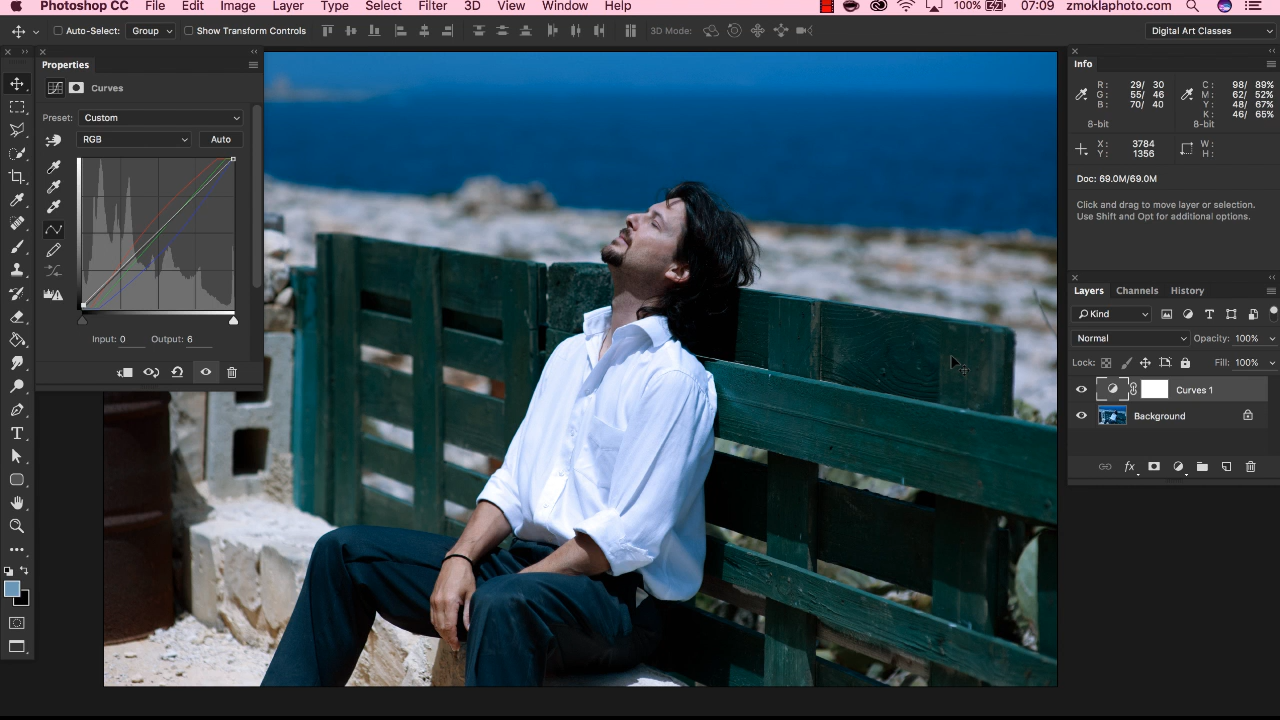 Photoshop CC File Edit Image Layer Type Select Filter 3D View Window Help 100% 07:09 zmoklaphoto.com
Auto-Select: Group Show Transform Controls 3D Mode: Digital Art Classes
Properties
Curves
Preset: Custom
RGB Auto
Input: 0 Output: 6
Info
R: 29/ 30 C: 98/ 89%
G: 55/ 46 M: 62/ 52%
B: 70/ 40 Y: 48/ 67%
K: 46/ 65%
8-bit 8-bit
X: 3784 W:
Y: 1356 H:
Doc: 69.0M/69.0M
Click and drag to move layer or selection.
Use Shift and Opt for additional options.
Layers Channels History
Kind
Normal Opacity: 100%
Lock: Fill: 100%
Curves 1
Background
fx